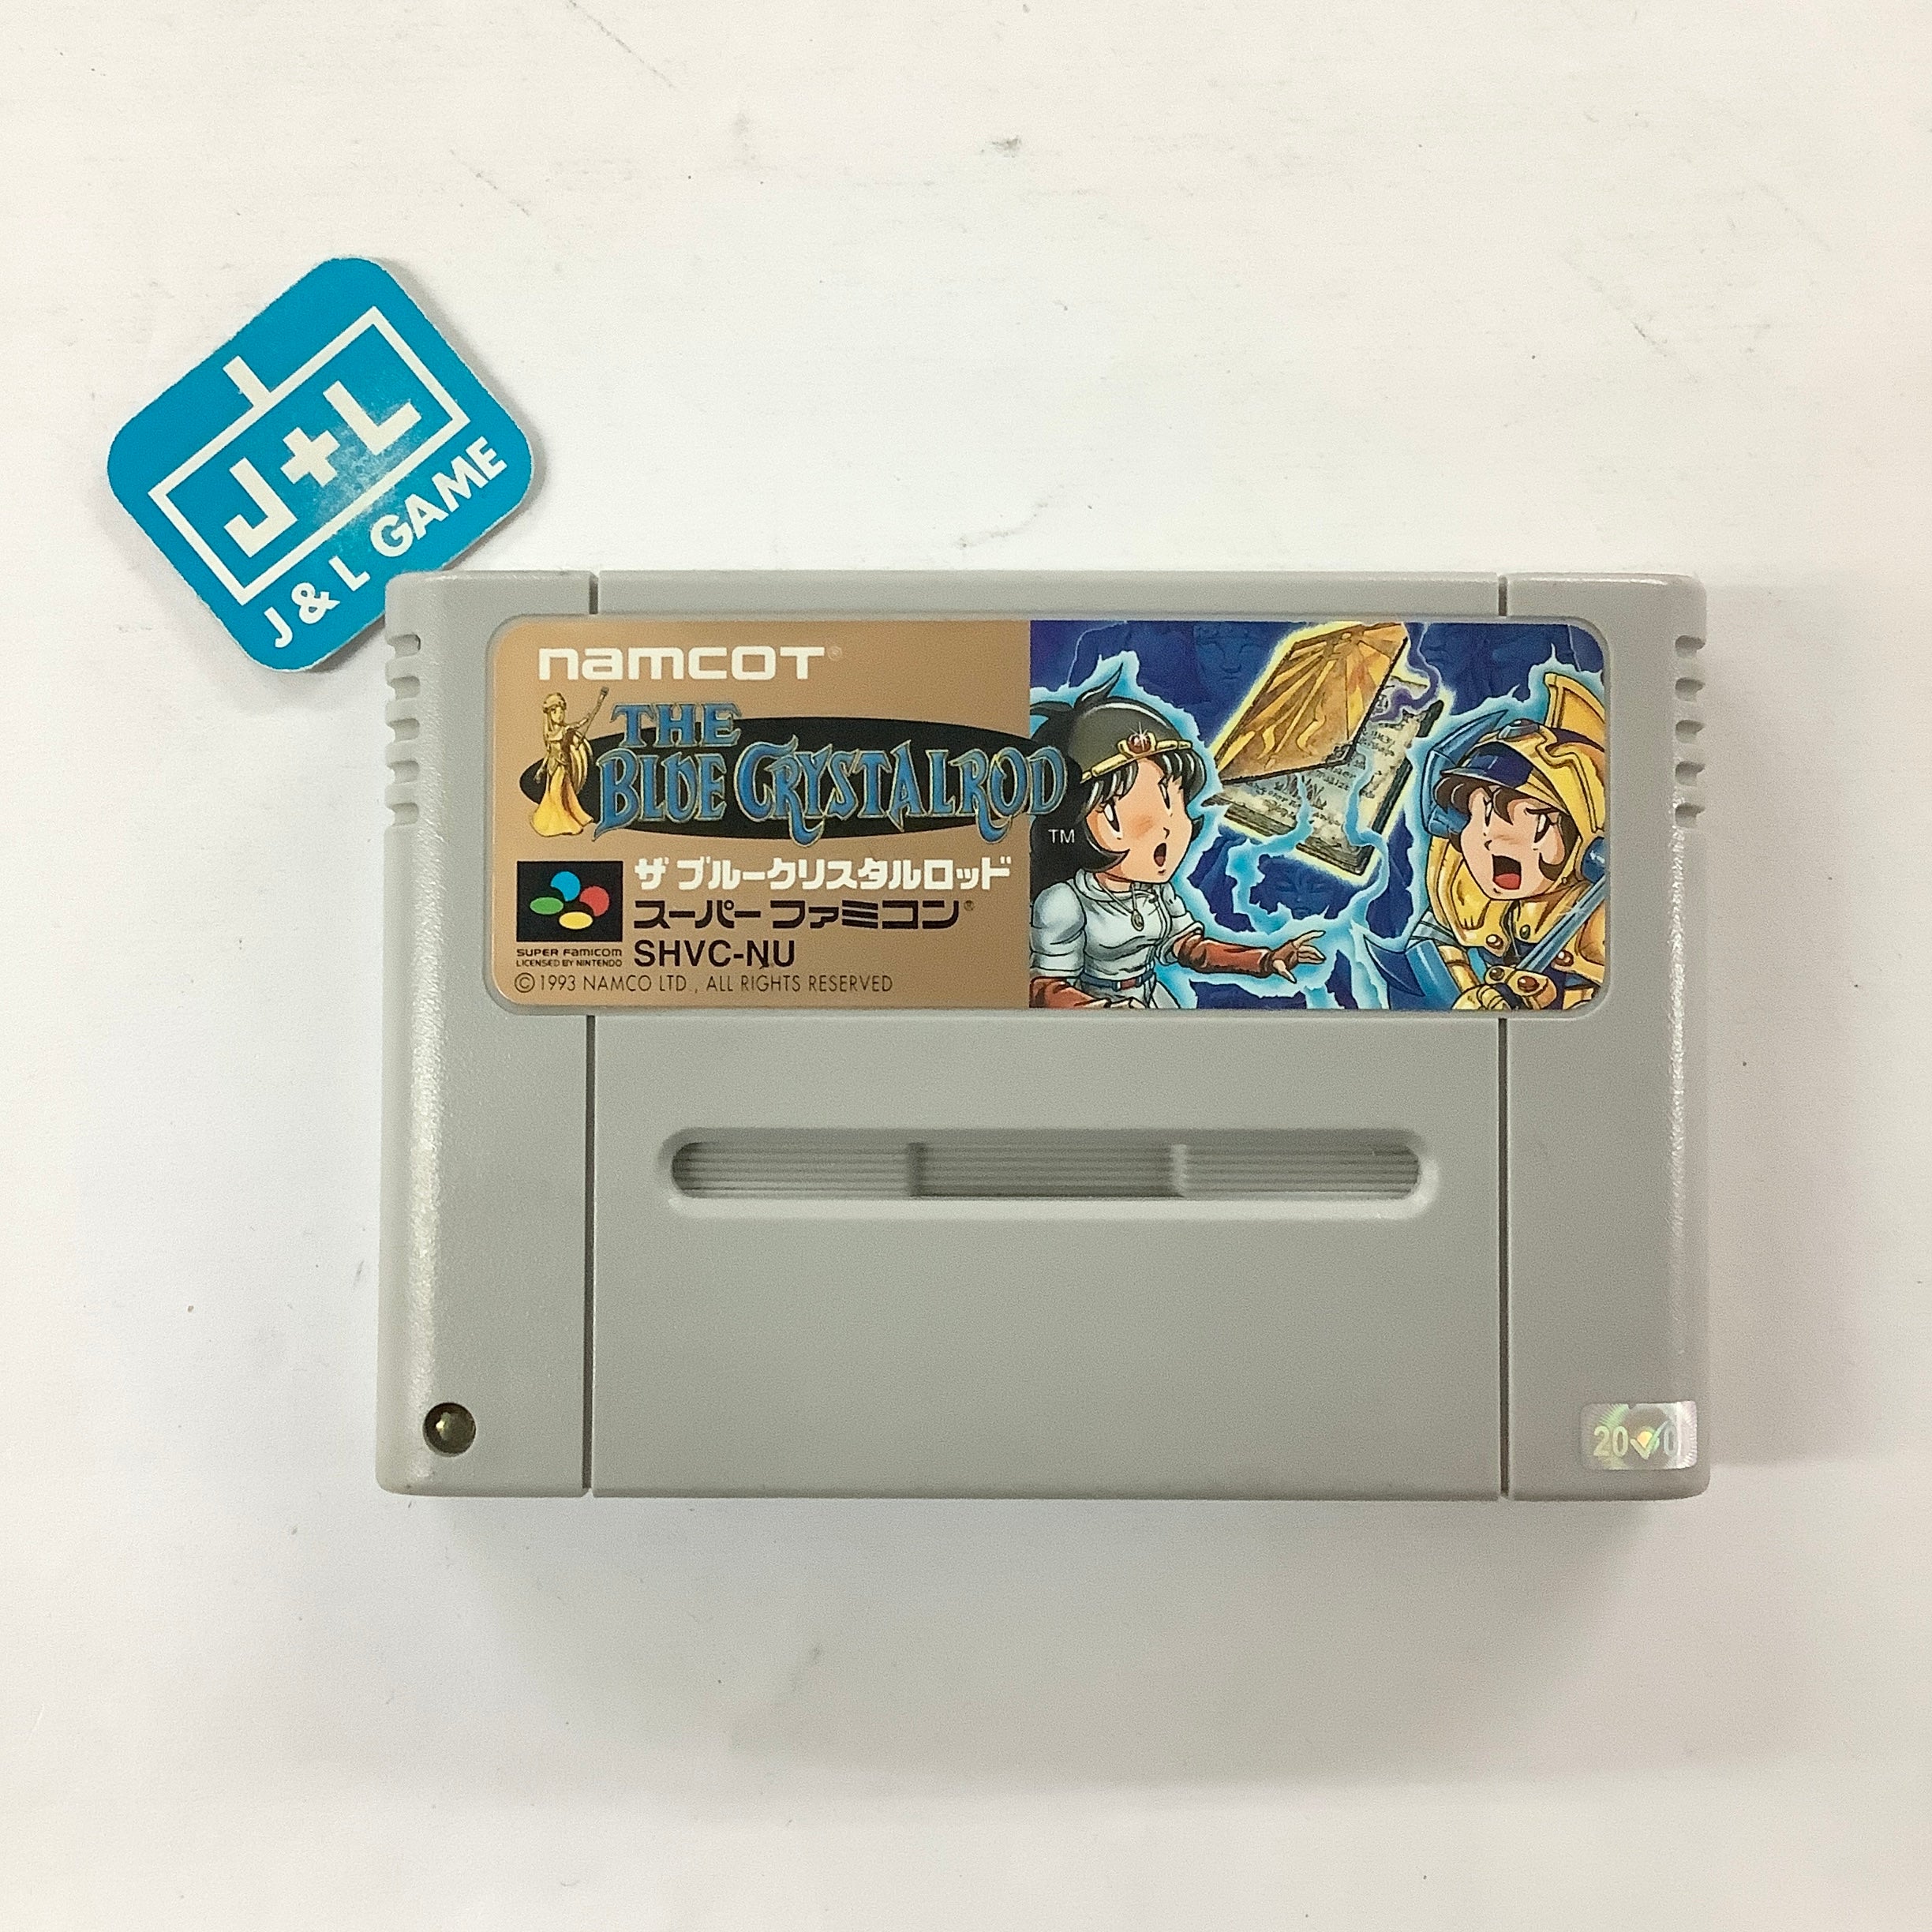 J+L
J & L GAME
namcot®
THE
BLUE CRYSTALROD
TM
ザ ブルークリスタルロッド
スーパーファミコン®
SHVC-NU
SUPER FAMICOM
LICENSED BY NINTENDO
©1993 NAMCO LTD., ALL RIGHTS RESERVED